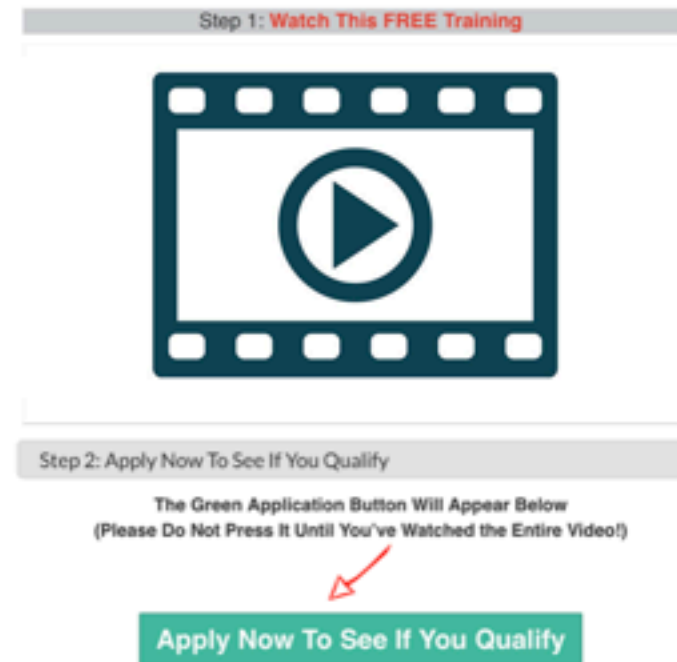 Step 1: Watch This FREE Training
Step 2: Apply Now To See If You Qualify
The Green Application Button Will Appear Below
(Please Do Not Press It Until You've Watched the Entire Video!)
Apply Now To See If You Qualify